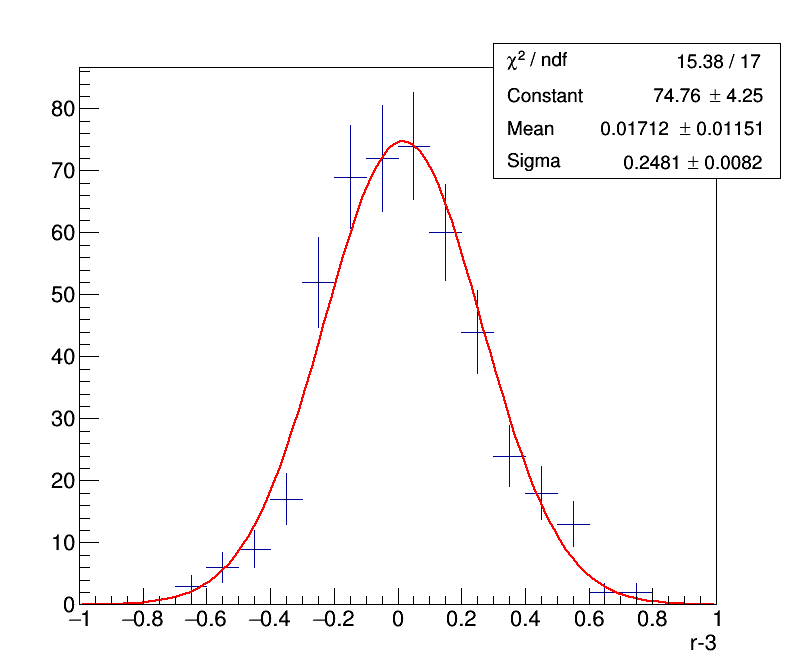 χ² / ndf 15.38 / 17
Constant 74.76 ± 4.25
Mean 0.01712 ± 0.01151
Sigma 0.2481 ± 0.0082
80
70
60
50
40
30
20
10
0
−1 −0.8 −0.6 −0.4 −0.2 0 0.2 0.4 0.6 0.8 1
r-3